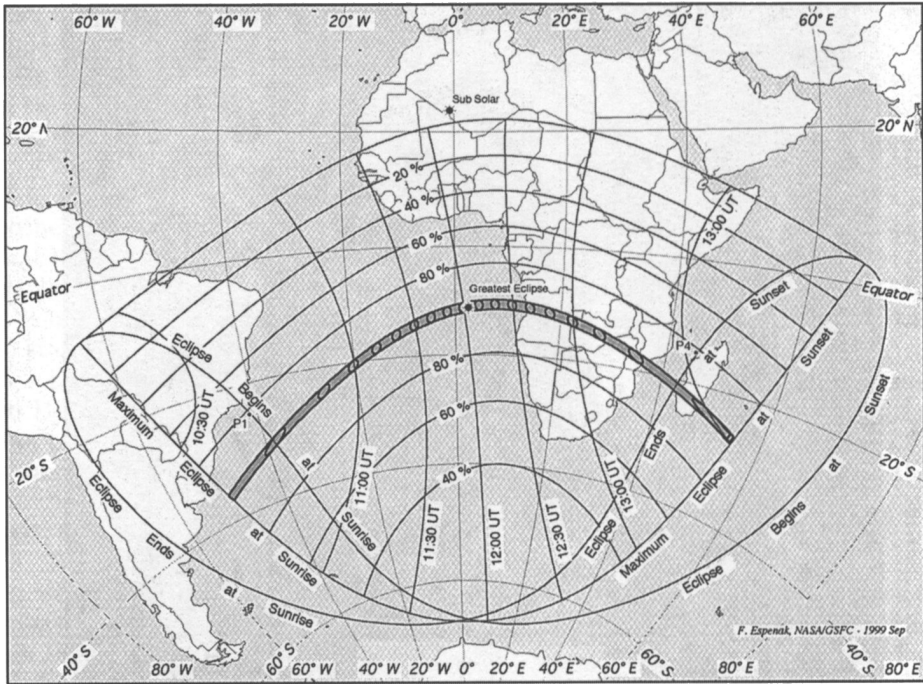 60° W
40° W
20° W
0°
20° E
40° E
60° E
Sub Solar
20° N
20° N
20 %
40 %
60 %
80 %
13:00 UT
Greatest Eclipse
Equator
Equator
Sunset
P4
at
Sunset
Eclipse
Begins
80 %
Maximum
10:30 UT
P1
60 %
at
Sunset
20° S
Eclipse
at
11:00 UT
40 %
13:00 UT
Ends
Eclipse
at
20° S
Eclipse
at
Sunrise
11:30 UT
12:00 UT
12:30 UT
Eclipse
Maximum
Begins
Ends
Sunrise
at
Sunrise
Eclipse
F. Espenak, NASA/GSFC - 1999 Sep
40° S
80° W
60° S
40° W
20° W
0°
20° E
40° E
60° S
80° E
40° S
80° E